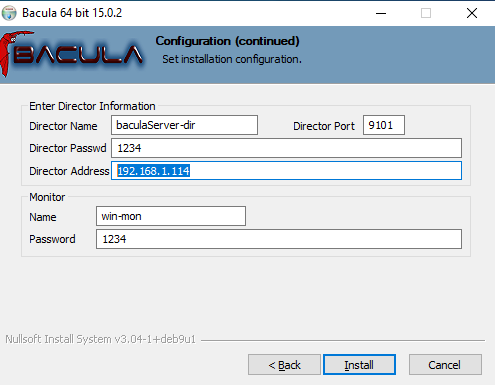 Bacula 64 bit 15.0.2
BACULA
Configuration (continued)
Set installation configuration.
Enter Director Information
Director Name baculaServer-dir Director Port 9101
Director Passwd 1234
Director Address 192.168.1.114
Monitor
Name win-mon
Password 1234
Nullsoft Install System v3.04-1+deb9u1
< Back Install Cancel